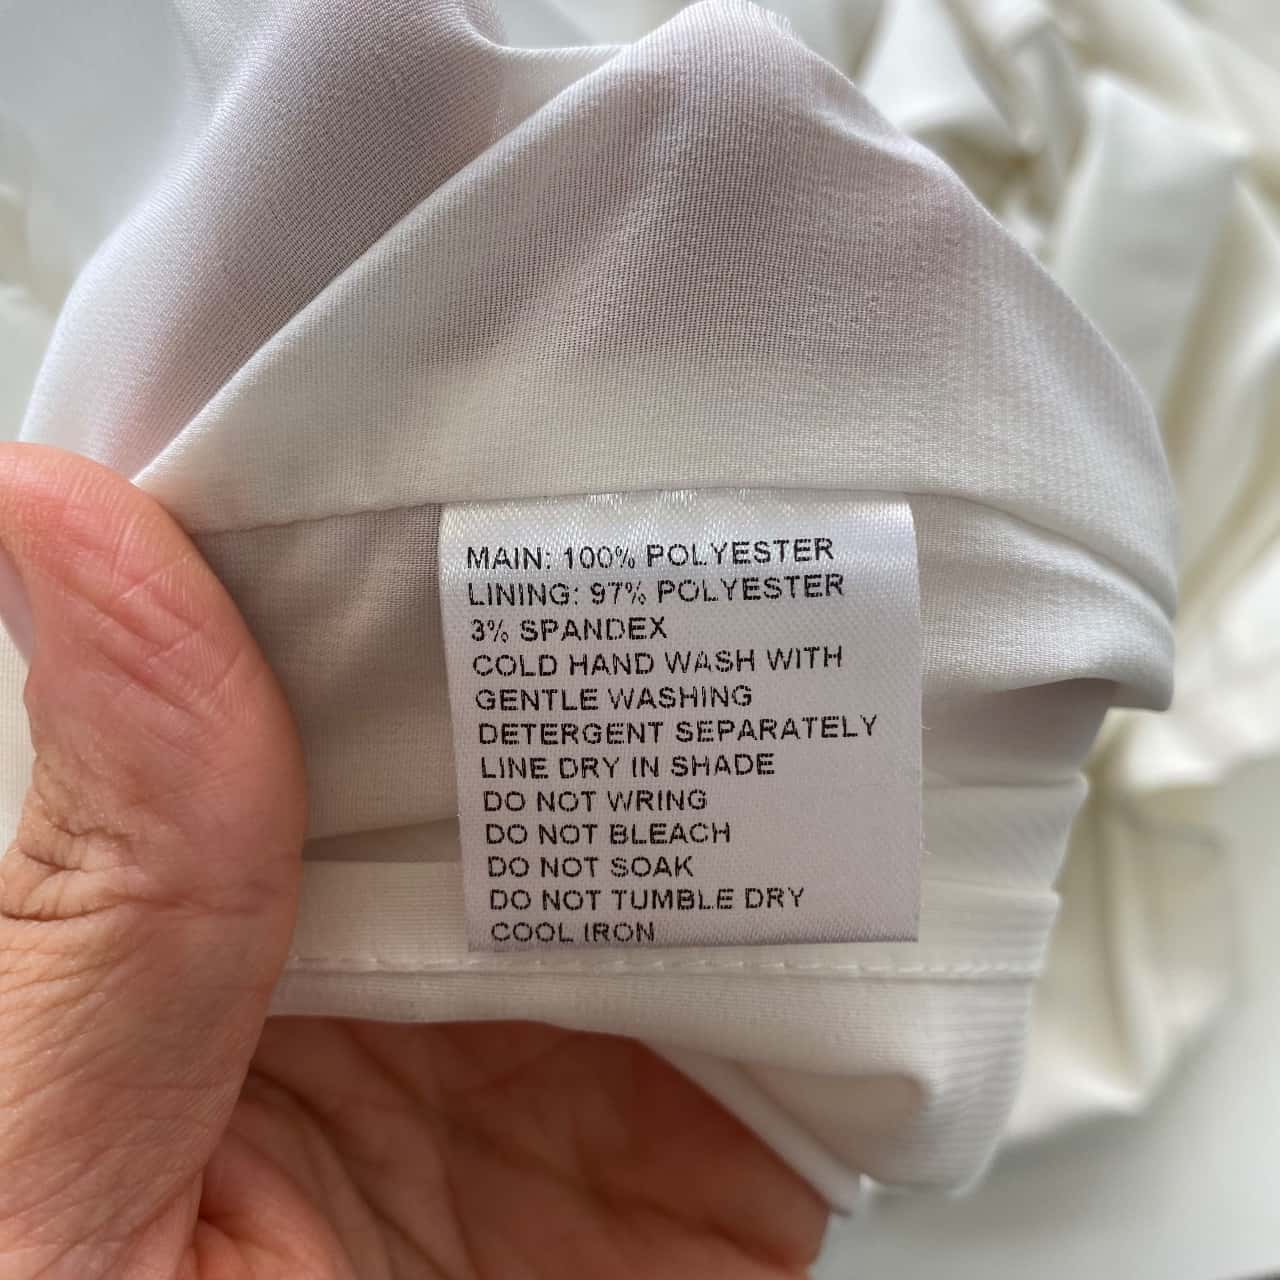 MAIN: 100% POLYESTER
LINING: 97% POLYESTER
3% SPANDEX
COLD HAND WASH WITH
GENTLE WASHING
DETERGENT SEPARATELY
LINE DRY IN SHADE
DO NOT WRING
DO NOT BLEACH
DO NOT SOAK
DO NOT TUMBLE DRY
COOL IRON